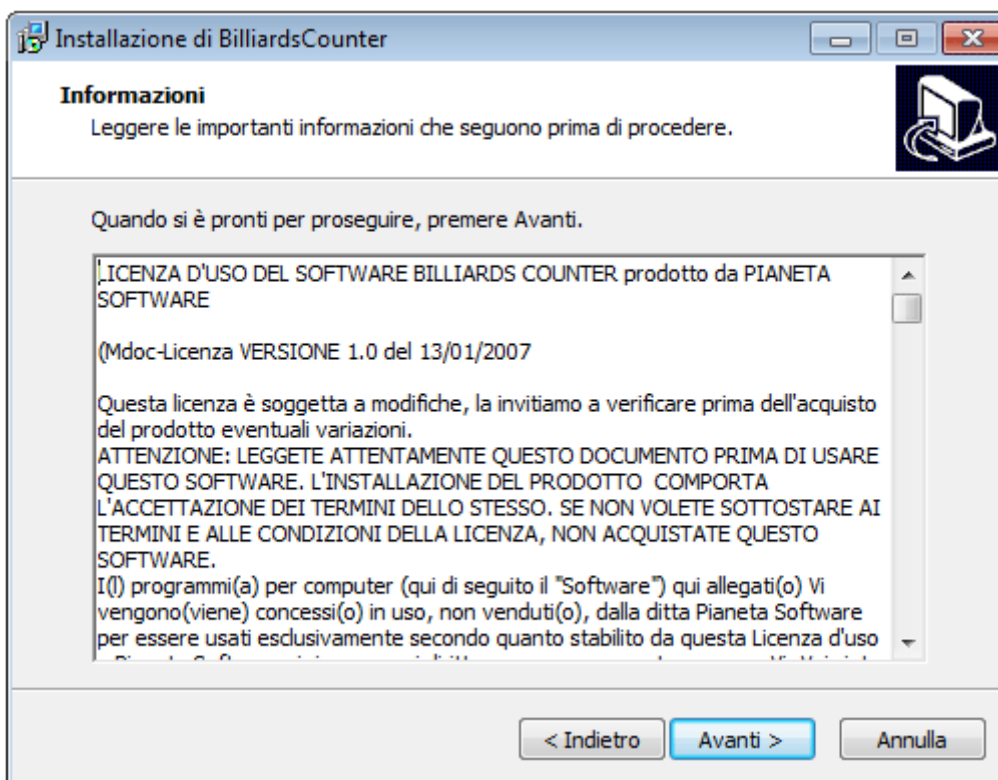 Installazione di BilliardsCounter
Informazioni
Leggere le importanti informazioni che seguono prima di procedere.
Quando si è pronti per proseguire, premere Avanti.
LICENZA D'USO DEL SOFTWARE BILLIARDS COUNTER prodotto da PIANETA
SOFTWARE
(Mdoc-Licenza VERSIONE 1.0 del 13/01/2007
Questa licenza è soggetta a modifiche, la invitiamo a verificare prima dell'acquisto
del prodotto eventuali variazioni.
ATTENZIONE: LEGGETE ATTENTAMENTE QUESTO DOCUMENTO PRIMA DI USARE
QUESTO SOFTWARE. L'INSTALLAZIONE DEL PRODOTTO  COMPORTA
L'ACCETTAZIONE DEI TERMINI DELLO STESSO. SE NON VOLETE SOTTOSTARE AI
TERMINI E ALLE CONDIZIONI DELLA LICENZA, NON ACQUISTATE QUESTO
SOFTWARE.
I(l) programmi(a) per computer (qui di seguito il "Software") qui allegati(o) Vi
vengono(viene) concessi(o) in uso, non venduti(o), dalla ditta Pianeta Software
per essere usati esclusivamente secondo quanto stabilito da questa Licenza d'uso
< Indietro
Avanti >
Annulla